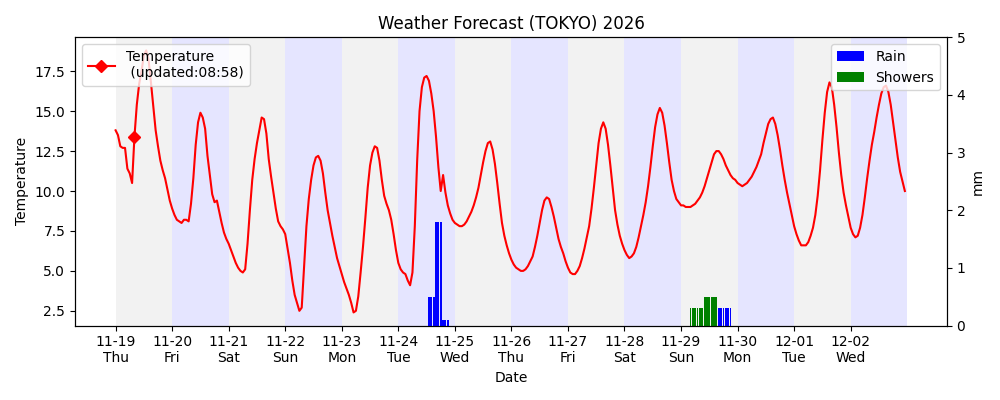 Weather Forecast (TOKYO) 2026
Temperature
(updated:08:58)
Rain
Showers
Temperature
17.5
15.0
12.5
10.0
7.5
5.0
2.5
5
4
3
2
1
0
mm
11-19 11-20 11-21 11-22 11-23 11-24 11-25 11-26 11-27 11-28 11-29 11-30 12-01 12-02
Thu Fri Sat Sun Mon Tue Wed Thu Fri Sat Sun Mon Tue Wed
Date